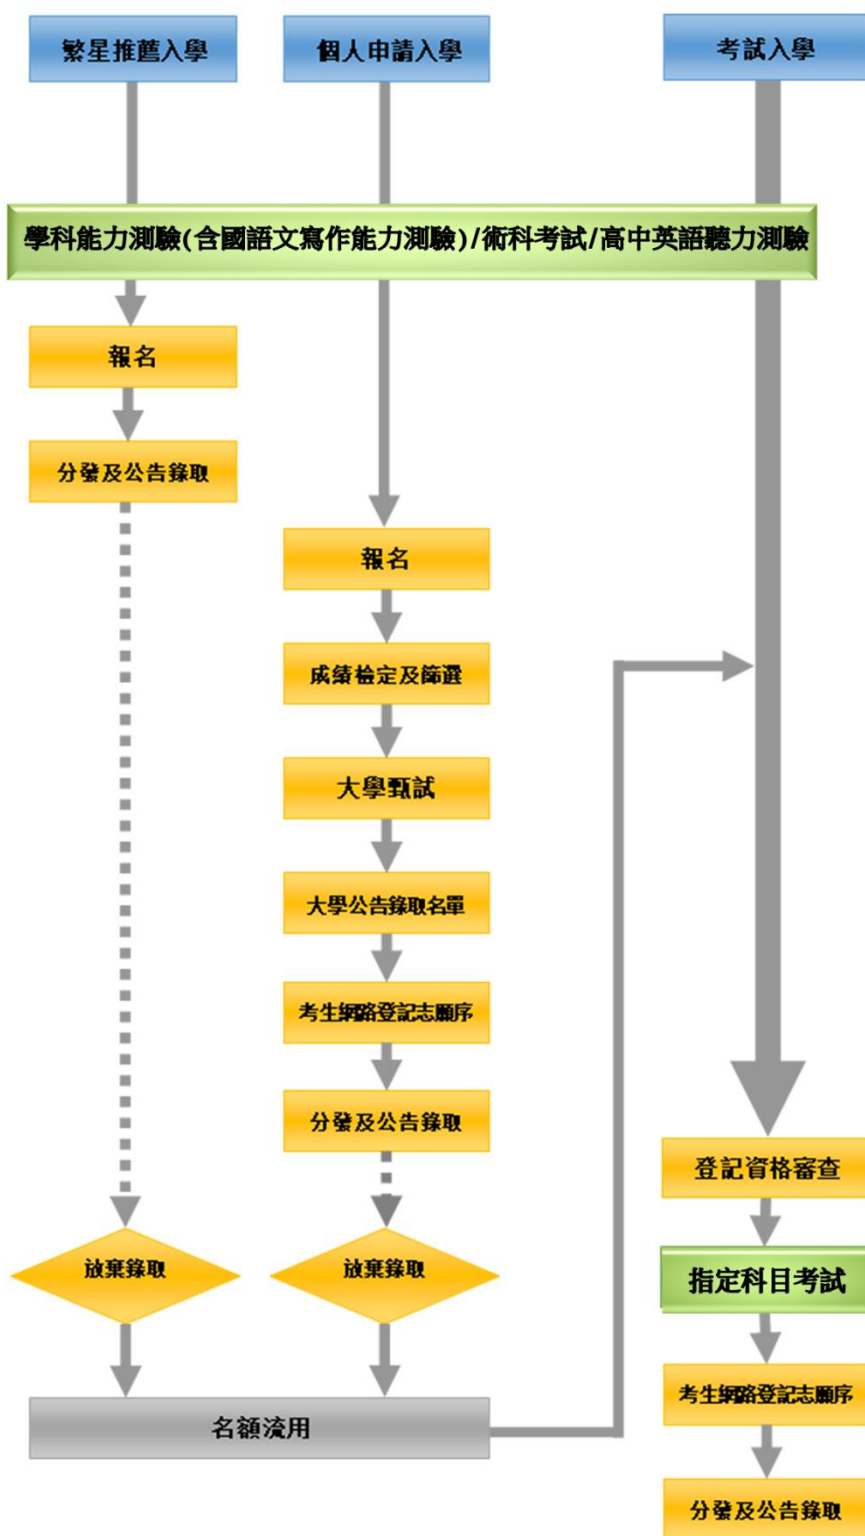 繁星推薦入學
個人申請入學
考試入學
學科能力測驗(含國語文寫作能力測驗)/術科考試/高中英語聽力測驗
報名
分發及公告錄取
放棄錄取
報名
成績檢定及篩選
大學甄試
大學公告錄取名單
考生網路登記志願序
分發及公告錄取
放棄錄取
名額流用
登記資格審查
指定科目考試
考生網路登記志願序
分發及公告錄取